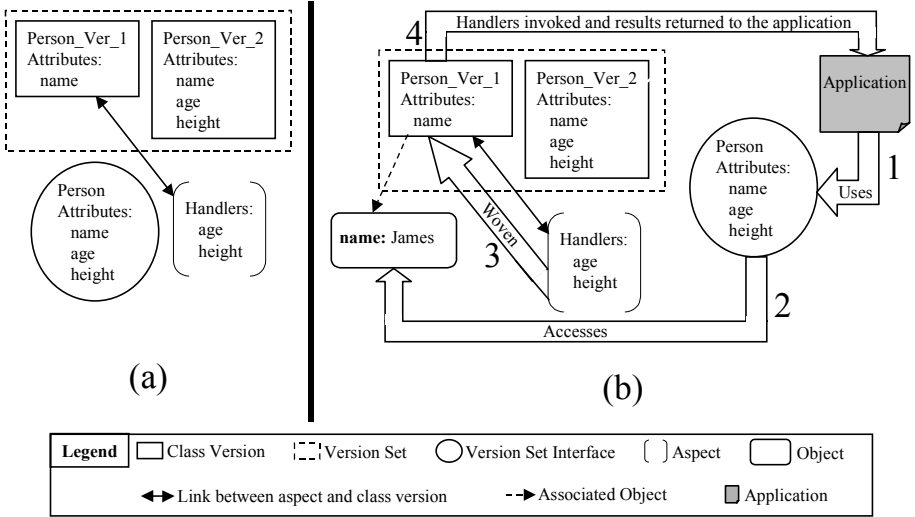 Person_Ver_1
Attributes:
name
Person_Ver_2
Attributes:
name
age
height
Person
Attributes:
name
age
height
Handlers:
age
height
(a)
4
Handlers invoked and results returned to the application
Person_Ver_1
Attributes:
name
Person_Ver_2
Attributes:
name
age
height
Application
1
Uses
Person
Attributes:
name
age
height
name: James
Woven
3
Handlers:
age
height
2
Accesses
(b)
Legend
Class Version
Version Set
Version Set Interface
Aspect
Object
Link between aspect and class version
Associated Object
Application